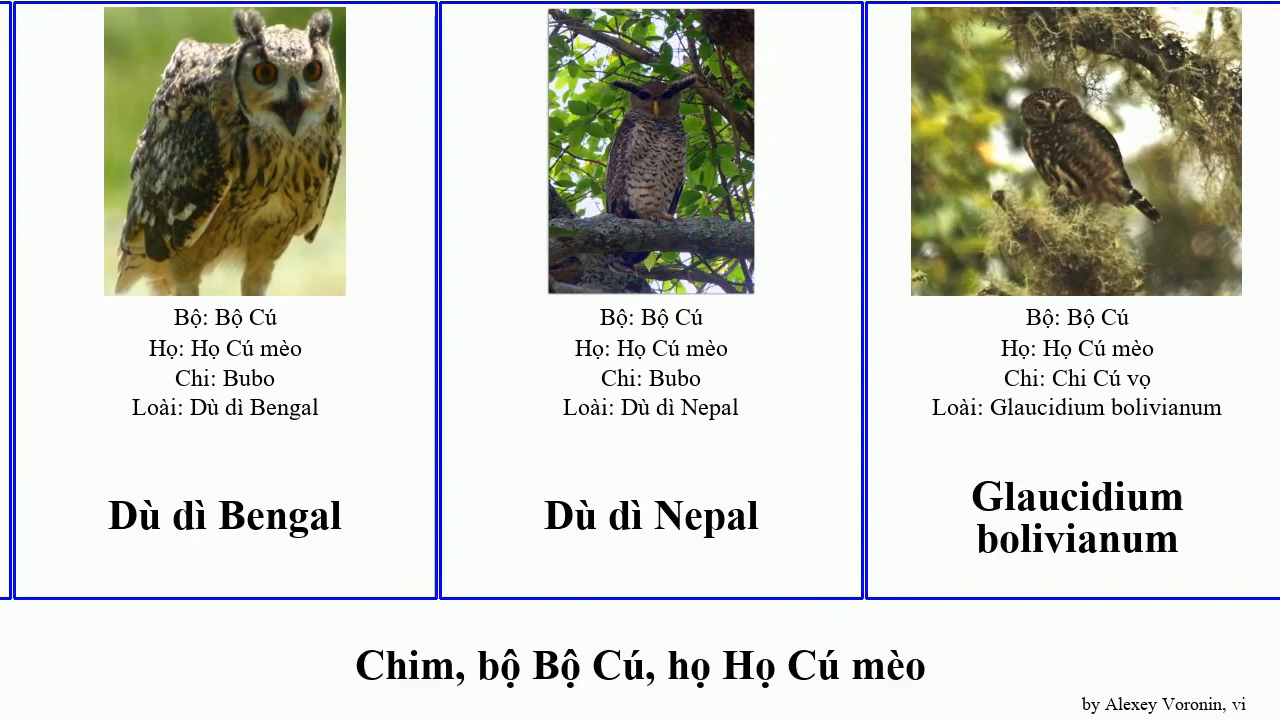 Bộ: Bộ Cú
Họ: Họ Cú mèo
Chi: Bubo
Loài: Dù dì Bengal
Dù dì Bengal
Bộ: Bộ Cú
Họ: Họ Cú mèo
Chi: Bubo
Loài: Dù dì Nepal
Dù dì Nepal
Bộ: Bộ Cú
Họ: Họ Cú mèo
Chi: Chi Cú vọ
Loài: Glaucidium bolivianum
Glaucidium
bolivianum
Chim, bộ Bộ Cú, họ Họ Cú mèo
by Alexey Voronin, vi